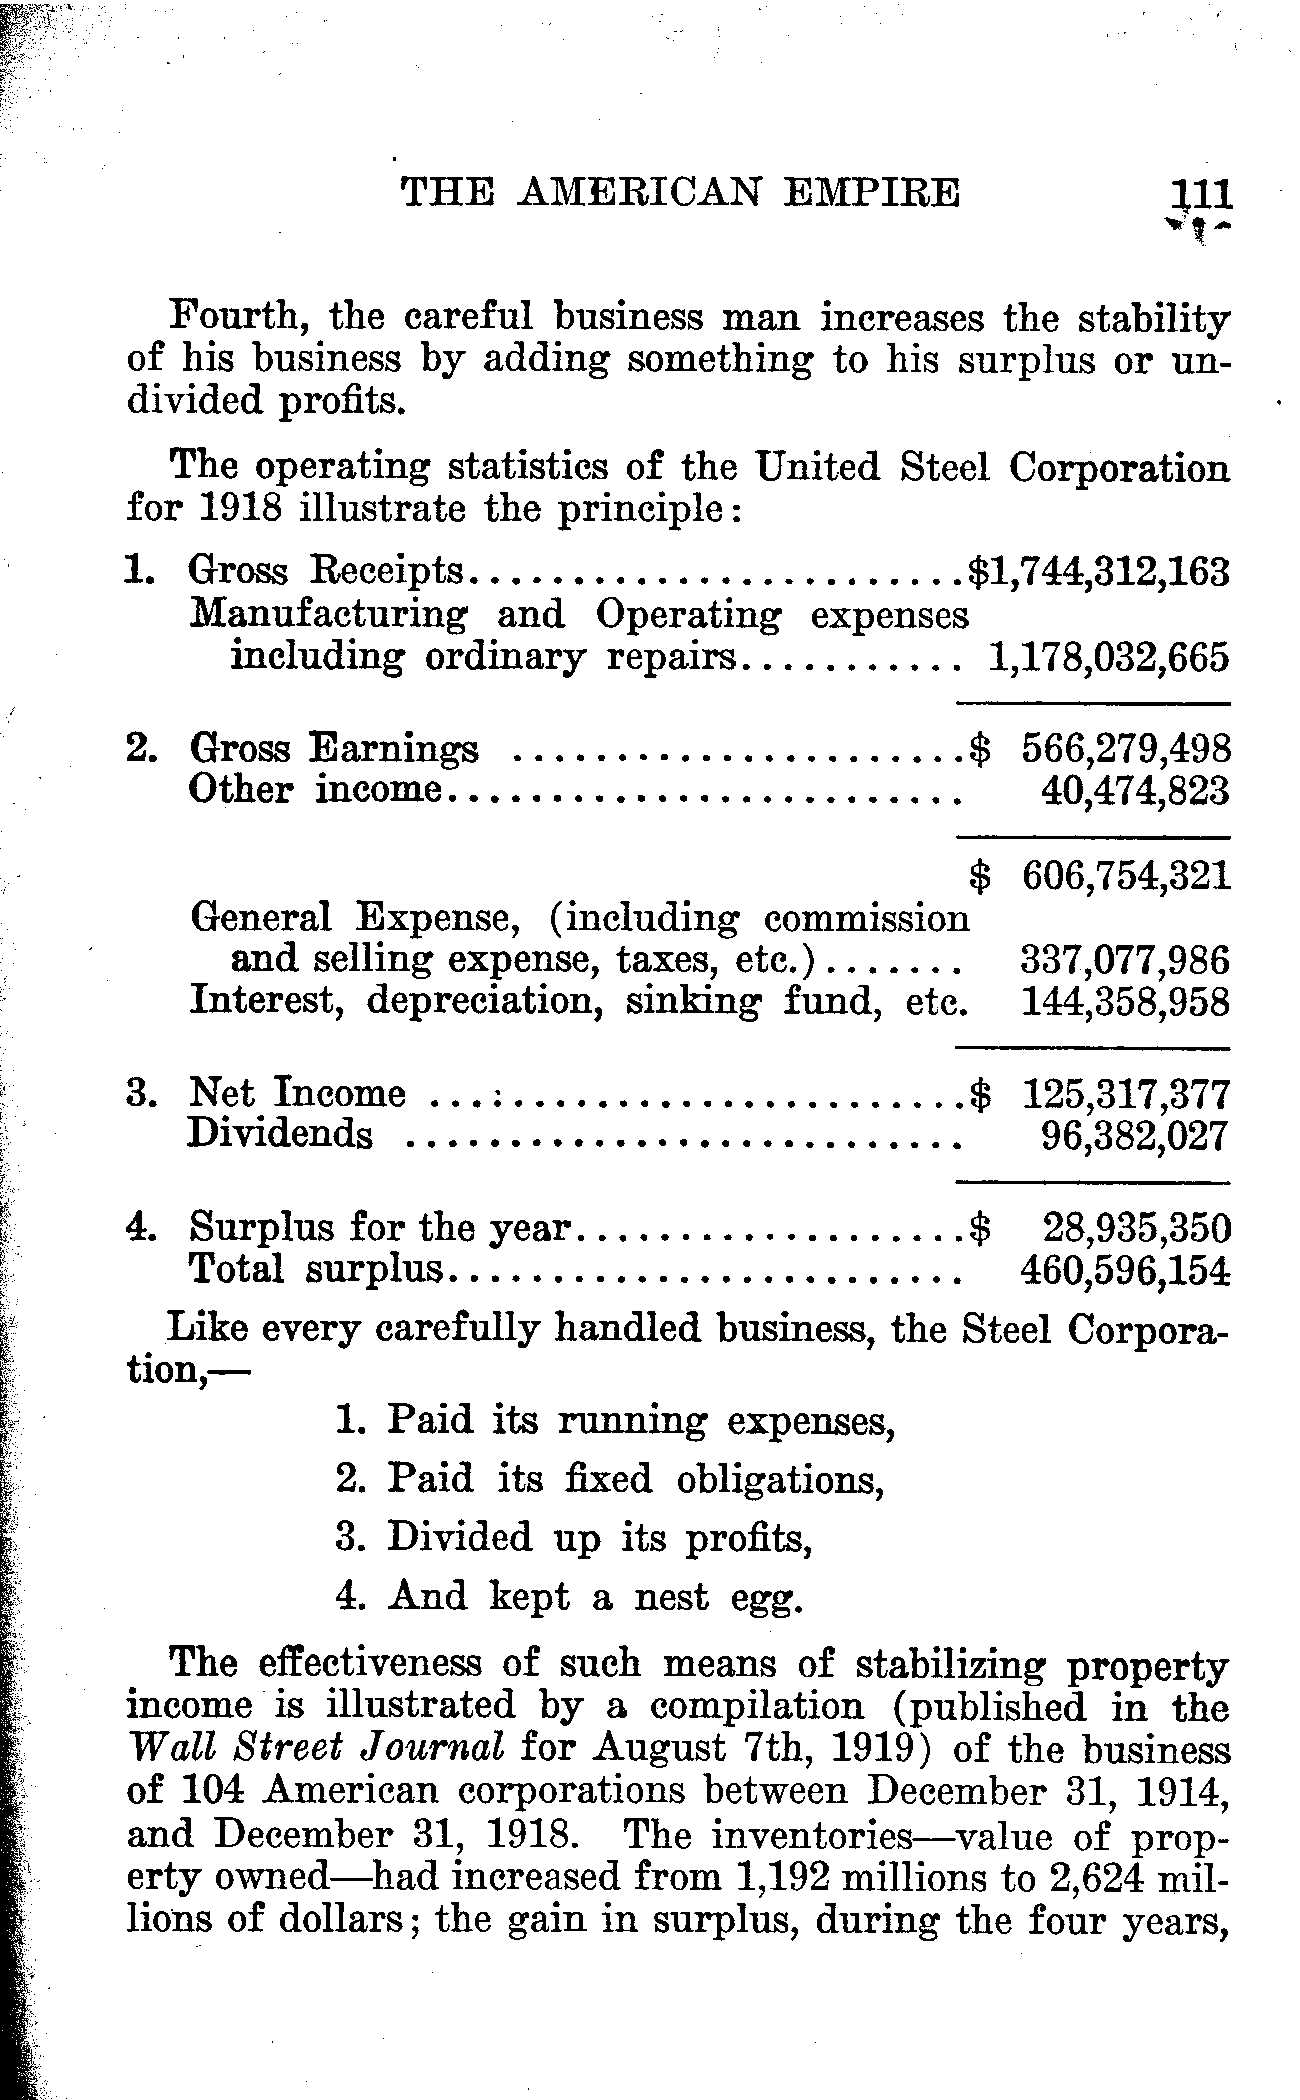 THE AMERICAN EMPIRE 111
Fourth, the careful business man increases the stability
of his business by adding something to his surplus or un-
divided profits.
The operating statistics of the United Steel Corporation
for 1918 illustrate the principle:
1. Gross Receipts........................$1,744,312,163
Manufacturing and Operating expenses
including ordinary repairs........... 1,178,032,665
2. Gross Earnings ......................$ 566,279,498
Other income......................... 40,474,823
$ 606,754,321
General Expense, (including commission
and selling expense, taxes, etc.)....... 337,077,986
Interest, depreciation, sinking fund, etc. 144,358,958
3. Net Income ...:......................$ 125,317,377
Dividends ........................... 96,382,027
4. Surplus for the year...................$ 28,935,350
Total surplus......................... 460,596,154
Like every carefully handled business, the Steel Corpora-
tion,—
1. Paid its running expenses,
2. Paid its fixed obligations,
3. Divided up its profits,
4. And kept a nest egg.
The effectiveness of such means of stabilizing property
income is illustrated by a compilation (published in the
Wall Street Journal for August 7th, 1919) of the business
of 104 American corporations between December 31, 1914,
and December 31, 1918. The inventories—value of prop-
erty owned—had increased from 1,192 millions to 2,624 mil-
lions of dollars; the gain in surplus, during the four years,